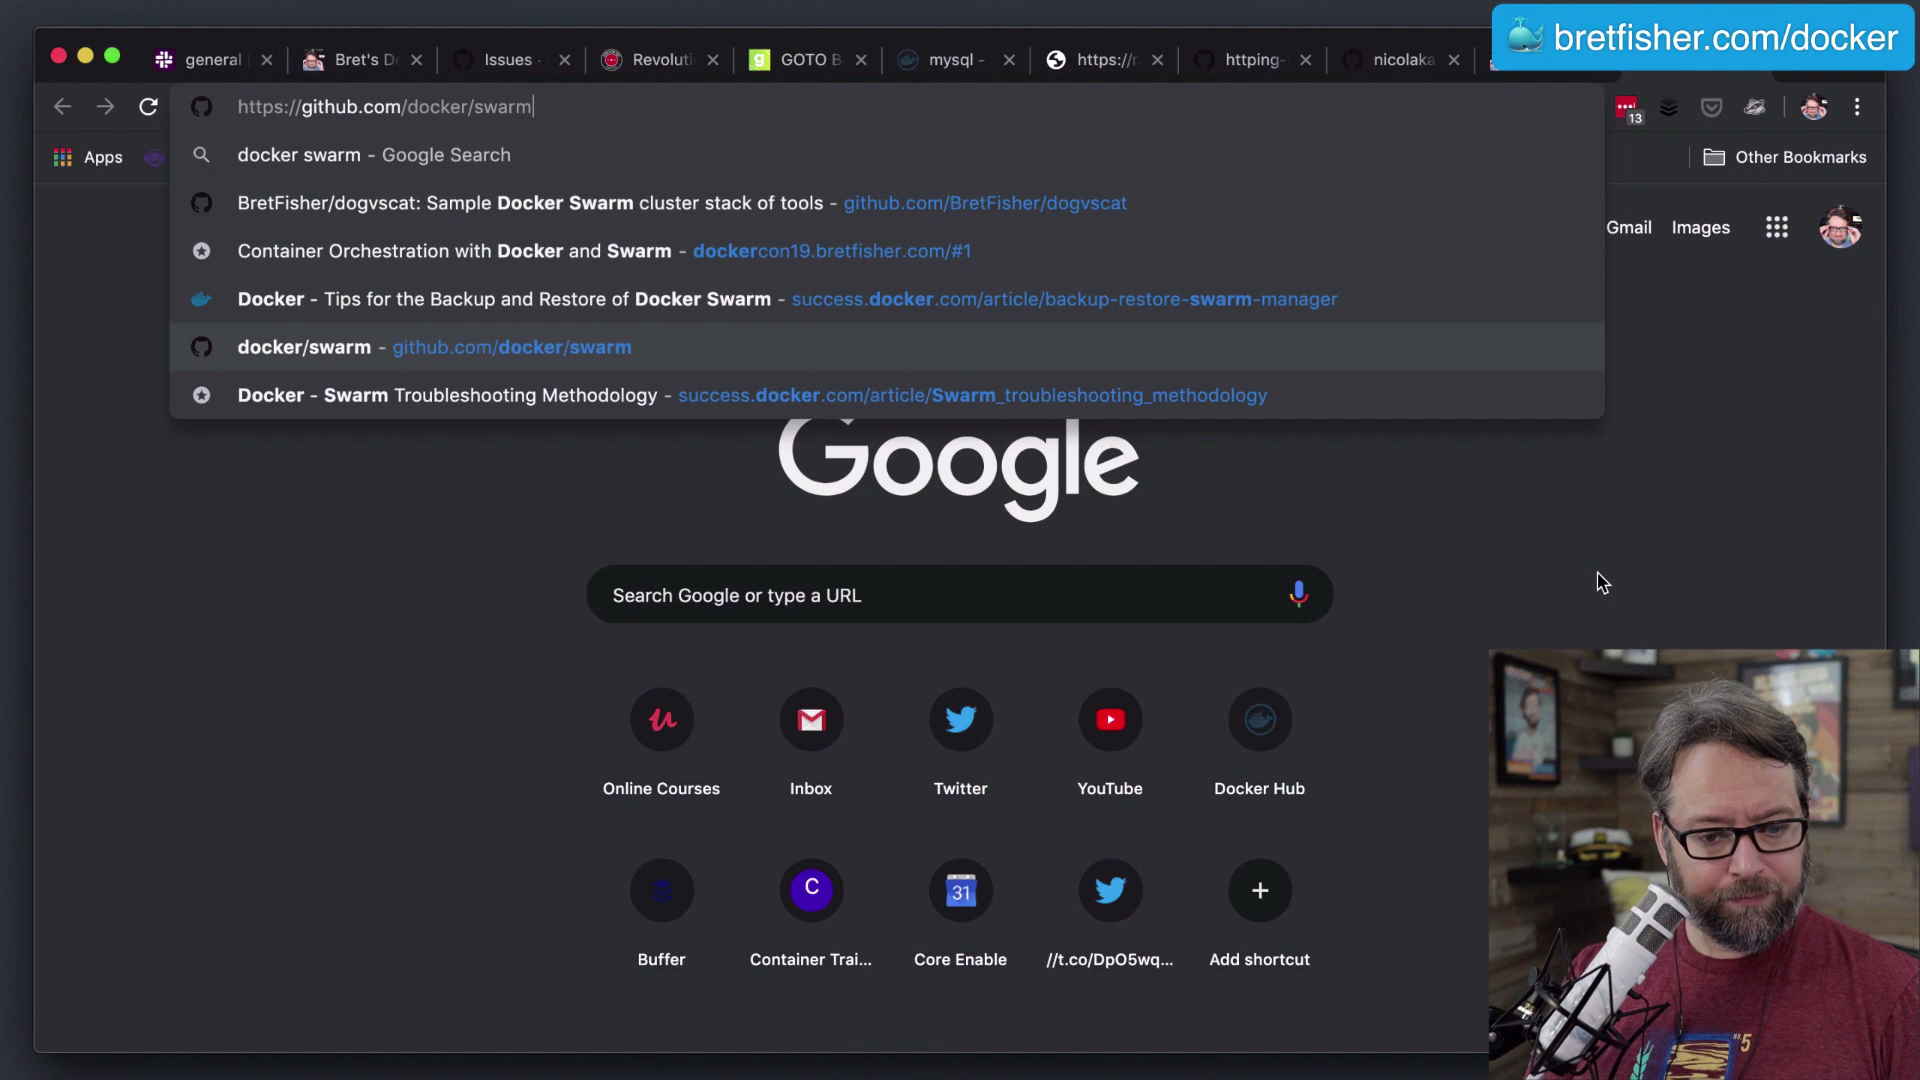 bretfisher.com/docker
general
Bret's D
Issues -
Revoluti
GOTO B
mysql -
https://r
httping-
nicolaka
https://github.com/docker/swarm
13
Apps
docker swarm - Google Search
Other Bookmarks
BretFisher/dogvscat: Sample Docker Swarm cluster stack of tools - github.com/BretFisher/dogvscat
Gmail Images
Container Orchestration with Docker and Swarm - dockercon19.bretfisher.com/#1
Docker - Tips for the Backup and Restore of Docker Swarm - success.docker.com/article/backup-restore-swarm-manager
docker/swarm - github.com/docker/swarm
Docker - Swarm Troubleshooting Methodology - success.docker.com/article/Swarm_troubleshooting_methodology
Google
Search Google or type a URL
Online Courses
Inbox
Twitter
YouTube
Docker Hub
C
31
Buffer
Container Trai...
Core Enable
//t.co/DpO5wq...
Add shortcut